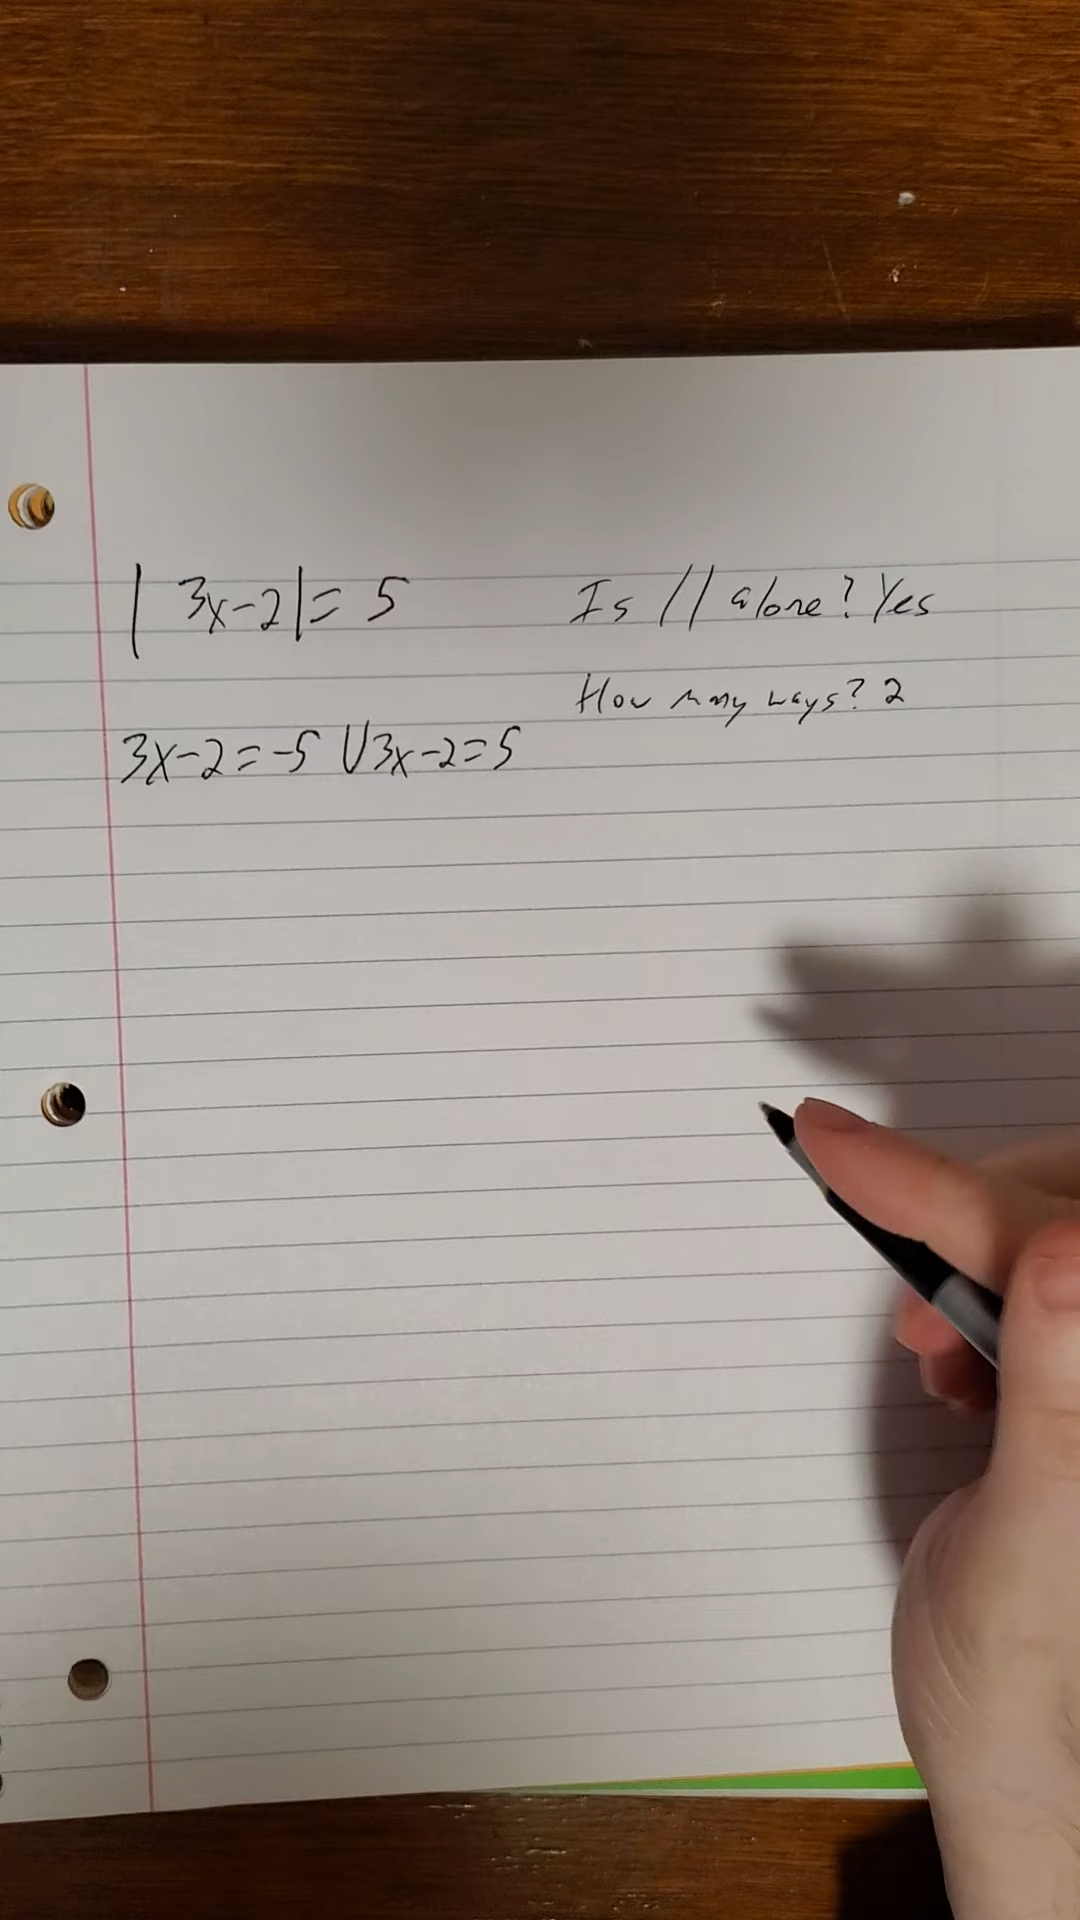 |3x-2|= 5
Is || alone? Yes
How many ways? 2
3x-2=-5 U 3x-2=5